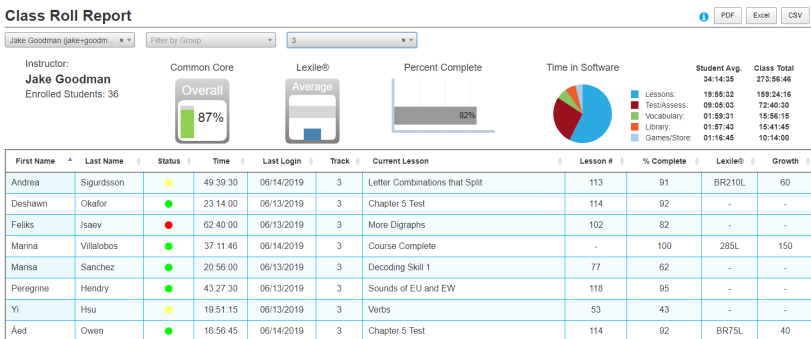 Class Roll Report
PDF Excel CSV
Jake Goodman (jake+goodm... × Filter by Group 3 ×
Instructor:
Jake Goodman
Enrolled Students: 36
Common Core
Overall
87%
Lexile®
Average
Percent Complete
82%
Time in Software
Student Avg. Class Total
34:14:35 273:56:46
Lessons: 19:55:32 159:24:16
Test/Assess: 09:05:03 72:40:30
Vocabulary: 01:59:31 15:56:15
Library: 01:57:43 15:41:45
Games/Store: 01:16:45 10:14:00
First Name Last Name Status Time Last Login Track Current Lesson Lesson # % Complete Lexile® Growth
Andrea Sigurdsson 49:39:30 06/14/2019 3 Letter Combinations that Split 113 91 BR210L 60
Deshawn Okafor 23:14:00 06/13/2019 3 Chapter 5 Test 114 92 - -
Feliks Isaev 62:40:00 06/13/2019 3 More Digraphs 102 82 - -
Marina Villalobos 37:11:46 06/14/2019 3 Course Complete - 100 285L 150
Marisa Sanchez 20:56:00 06/13/2019 3 Decoding Skill 1 77 62 - -
Peregrine Hendry 43:27:30 06/13/2019 3 Sounds of EU and EW 118 95 - -
Yi Hsu 19:51:15 06/13/2019 3 Verbs 53 43 - -
Áed Owen 16:56:45 06/14/2019 3 Chapter 5 Test 114 92 BR75L 40